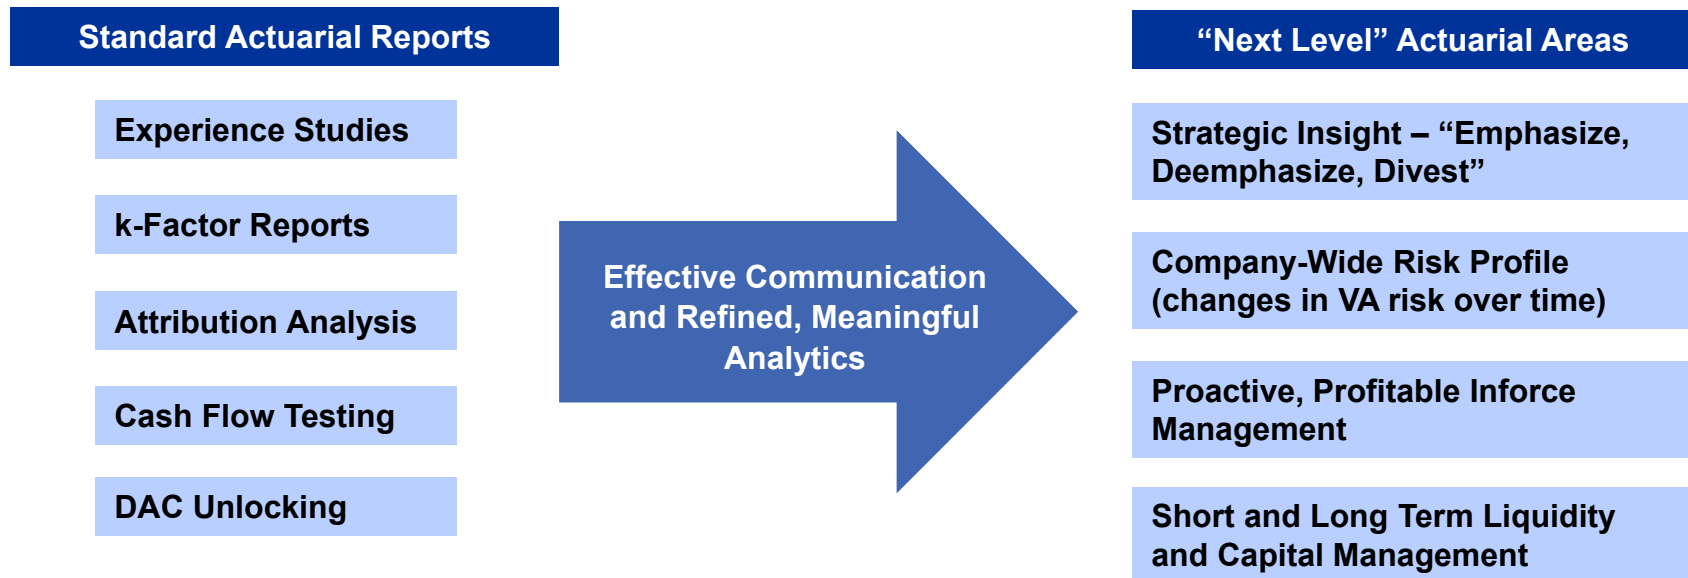 Standard Actuarial Reports
Experience Studies
k-Factor Reports
Attribution Analysis
Cash Flow Testing
DAC Unlocking
Effective Communication
and Refined, Meaningful
Analytics
“Next Level” Actuarial Areas
Strategic Insight – “Emphasize,
Deemphasize, Divest”
Company-Wide Risk Profile
(changes in VA risk over time)
Proactive, Profitable Inforce
Management
Short and Long Term Liquidity
and Capital Management